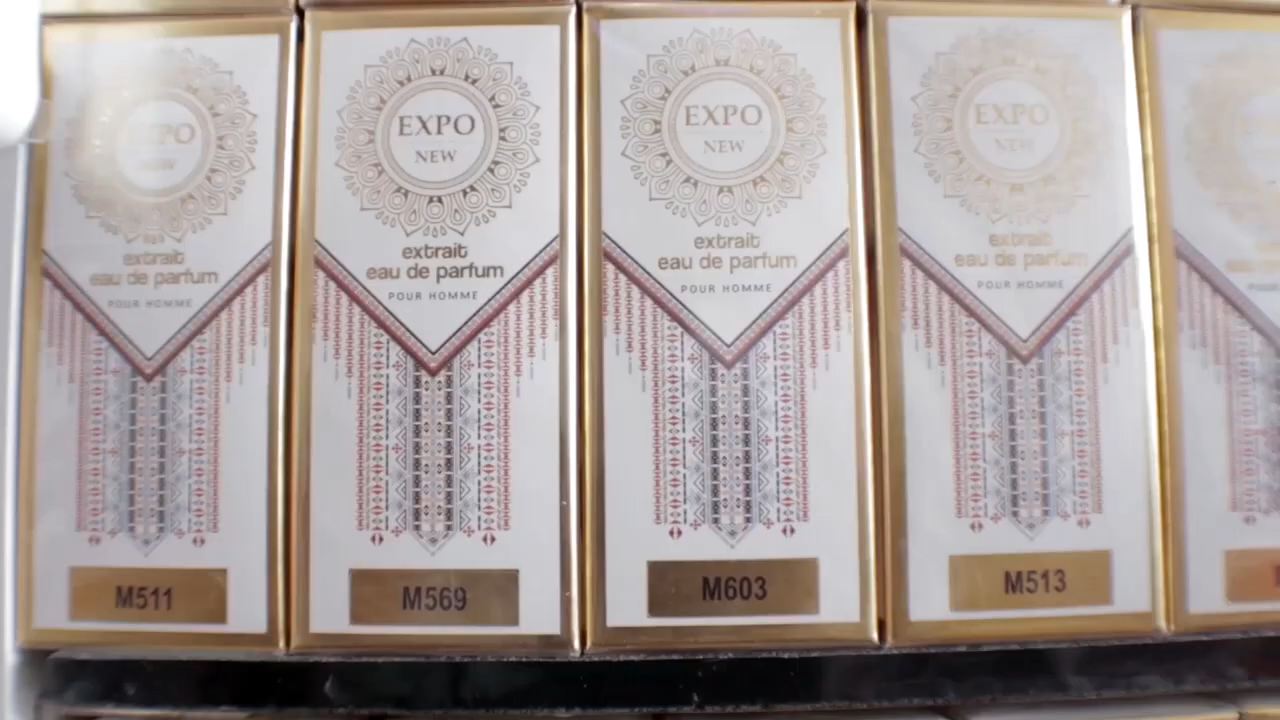 EXPO
NEW
extrait
eau de parfum
POUR HOMME
M511
EXPO
NEW
extrait
eau de parfum
POUR HOMME
M569
EXPO
NEW
extrait
eau de parfum
POUR HOMME
M603
EXPO
NEW
extrait
eau de parfum
POUR HOMME
M513